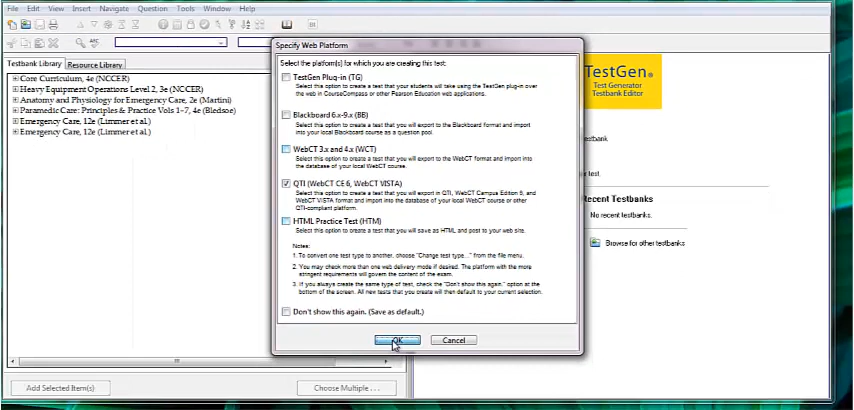 File Edit View Insert Navigate Question Tools Window Help
Testbank Library Resource Library
Core Curriculum, 4e (NCCER)
Heavy Equipment Operations Level 2, 3e (NCCER)
Anatomy and Physiology for Emergency Care, 2e (Martini)
Paramedic Care: Principles & Practice Vols 1-7, 4e (Bledsoe)
Emergency Care, 12e (Limmer et al.)
Emergency Care, 12e (Limmer et al.)
Add Selected Item(s)
Choose Multiple . . .
Specify Web Platform
Select the platform(s) for which you are creating this test:
TestGen Plug-in (TG)
Select this option to create a test that your students will take using the TestGen plug-in over
the web in CourseCompass or other Pearson Education web applications.
Blackboard 6.x-9.x (BB)
Select this option to create a test that you will export to the Blackboard format and import
into your local Blackboard course as a question pool.
WebCT 3.x and 4.x (WCT)
Select this option to create a test that you will export to the WebCT format and import into
the database of your local WebCT course.
QTI (WebCT CE 6, WebCT VISTA)
Select this option to create a test that you will export in QTI, WebCT Campus Edition 6, and
WebCT VISTA format and import into the database of your local WebCT course or other
QTI-compliant platform.
HTML Practice Test (HTM)
Select this option to create a test that you will save as HTML and post to your web site.
Notes:
1. To convert one test type to another, choose "Change test type..." from the file menu.
2. You may check more than one web delivery mode if desired. The platform with the more
stringent requirements will govern the content of the exam.
3. If you always create the same type of test, check the "Don't show this again." option at the
bottom of the screen. All new tests that you create will then default to your current selection.
Don't show this again. (Save as default.)
OK Cancel
TestGen®
Test Generator
Testbank Editor
estbank.
r test.
Recent Testbanks
No recent testbanks.
Browse for other testbanks